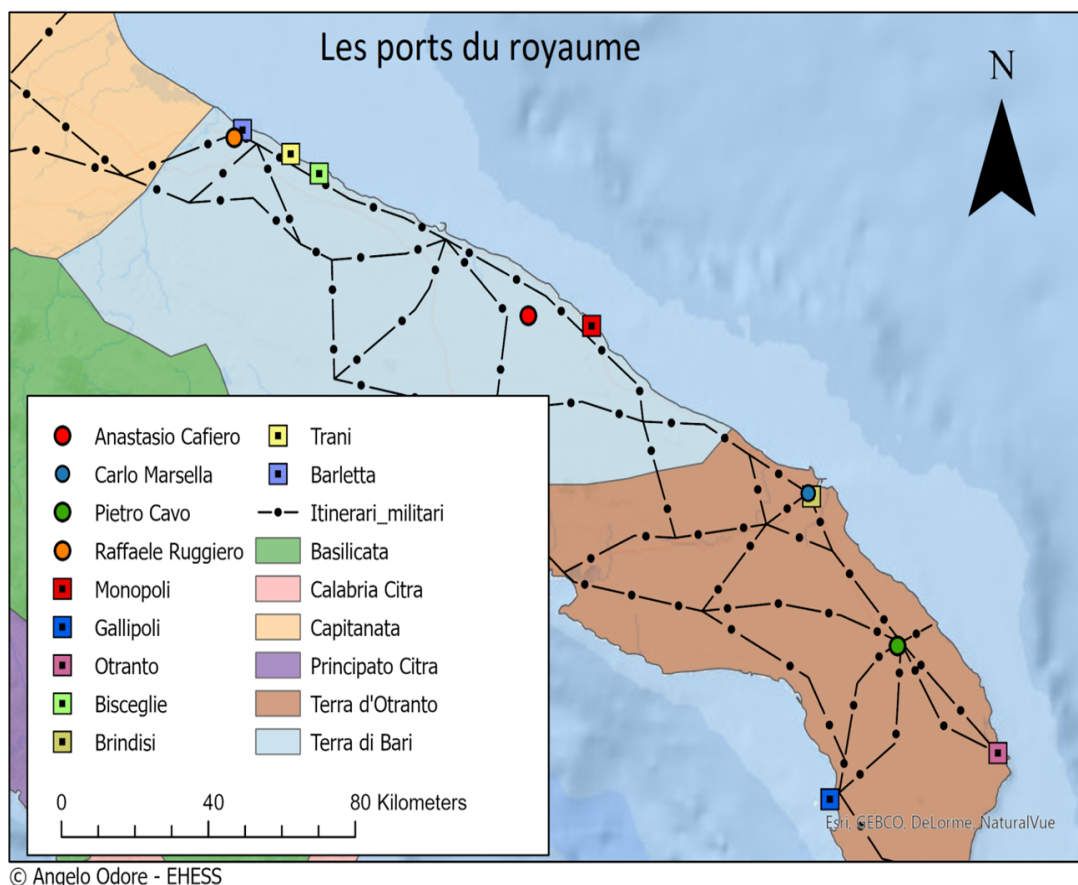 Les ports du royaume
N
Anastasio Cafiero
Carlo Marsella
Pietro Cavo
Raffaele Ruggiero
Monopoli
Gallipoli
Otranto
Bisceglie
Brindisi
Trani
Barletta
Itinerari_militari
Basilicata
Calabria Citra
Capitanata
Principato Citra
Terra d'Otranto
Terra di Bari
0 40 80 Kilometers
Esri, GEBCO, DeLorme, NaturalVue
© Angelo Odore - EHESS